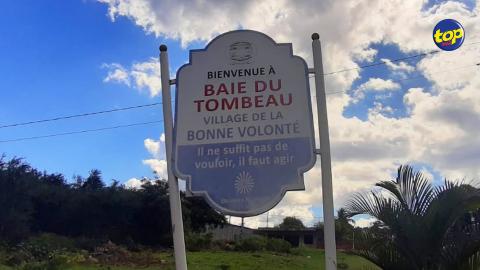 top
BIENVENUE À
BAIE DU
TOMBEAU
VILLAGE DE LA
BONNE VOLONTÉ
Il ne suffit pas de
vouloir, il faut agir